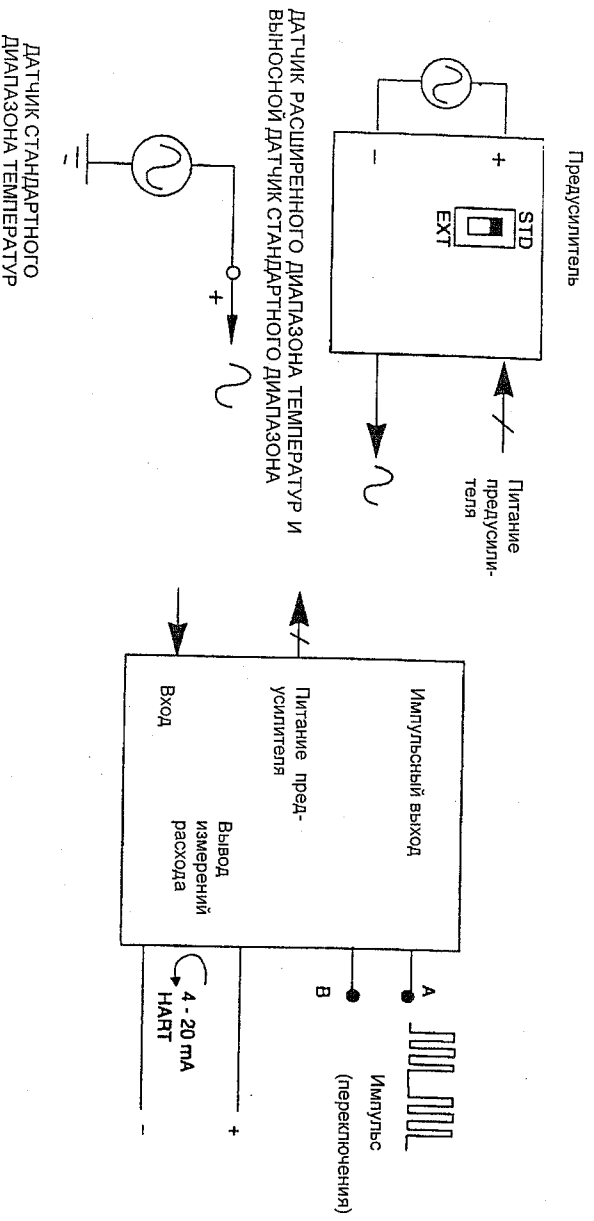 Предусилитель
STD
EXT
+
–
Питание
предусили-
теля
ДАТЧИК РАСШИРЕННОГО ДИАПАЗОНА ТЕМПЕРАТУР И
ВЫНОСНОЙ ДАТЧИК СТАНДАРТНОГО ДИАПАЗОНА
+
ДАТЧИК СТАНДАРТНОГО
ДИАПАЗОНА ТЕМПЕРАТУР
Импульсный выход
Питание пред-
усилителя
Вход
Вывод
измерений
расхода
A
B
Импульс
(переключения)
+
4 - 20 mA
HART
-